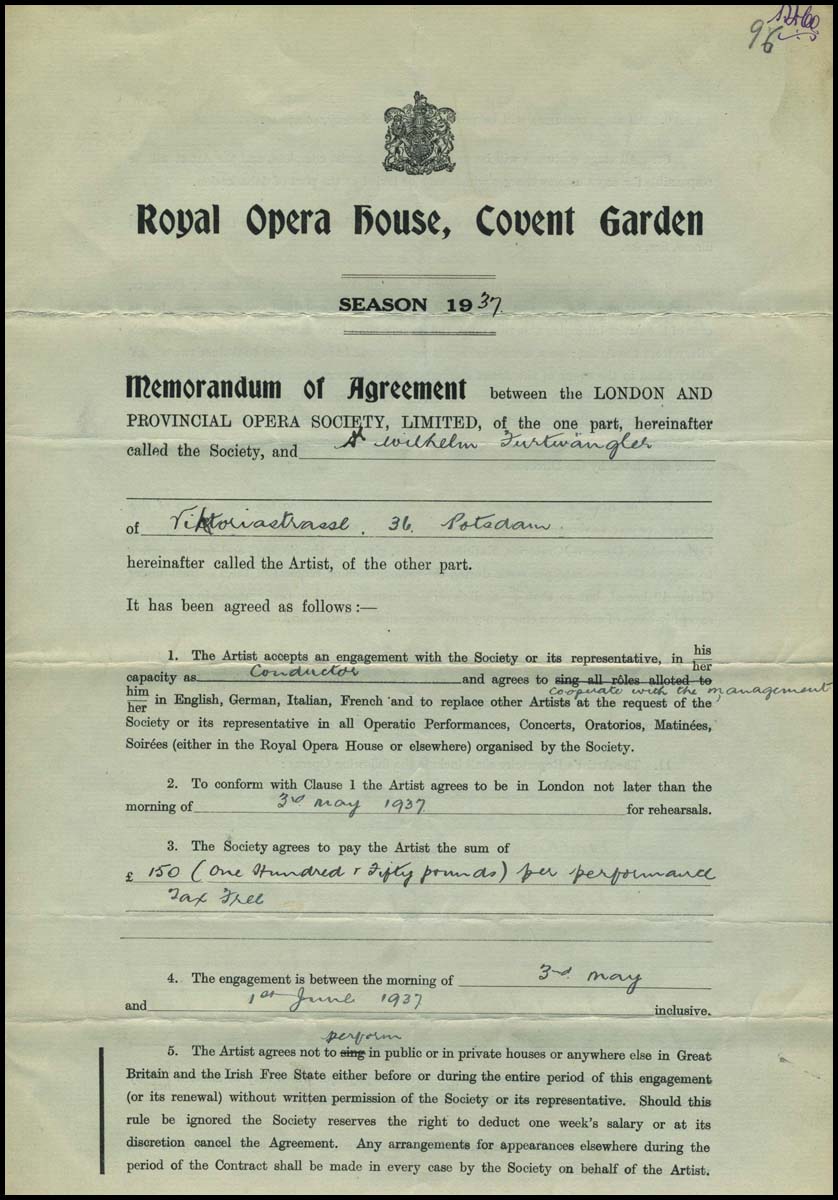 96
Royal Opera House, Covent Garden
SEASON 1937
Memorandum of Agreement between the LONDON AND
PROVINCIAL OPERA SOCIETY, LIMITED, of the one part, hereinafter
called the Society, and Dr Wilhelm Furtwängler
of Viktoriastrasse. 36. Potsdam.
hereinafter called the Artist, of the other part.
It has been agreed as follows :—
1. The Artist accepts an engagement with the Society or its representative, in his
her
capacity as Conductor and agrees to sing all rôles alloted to
cooperate with the management
him
her in English, German, Italian, French and to replace other Artists at the request of the
Society or its representative in all Operatic Performances, Concerts, Oratorios, Matinées,
Soirées (either in the Royal Opera House or elsewhere) organised by the Society.
2. To conform with Clause 1 the Artist agrees to be in London not later than the
morning of 3rd May 1937 for rehearsals.
3. The Society agrees to pay the Artist the sum of
£ 150 (One Hundred & Fifty pounds) per performance
Tax Free
4. The engagement is between the morning of 3rd May
and 1st June 1937 inclusive.
perform
5. The Artist agrees not to sing in public or in private houses or anywhere else in Great
Britain and the Irish Free State either before or during the entire period of this engagement
(or its renewal) without written permission of the Society or its representative. Should this
rule be ignored the Society reserves the right to deduct one week's salary or at its
discretion cancel the Agreement. Any arrangements for appearances elsewhere during the
period of the Contract shall be made in every case by the Society on behalf of the Artist.